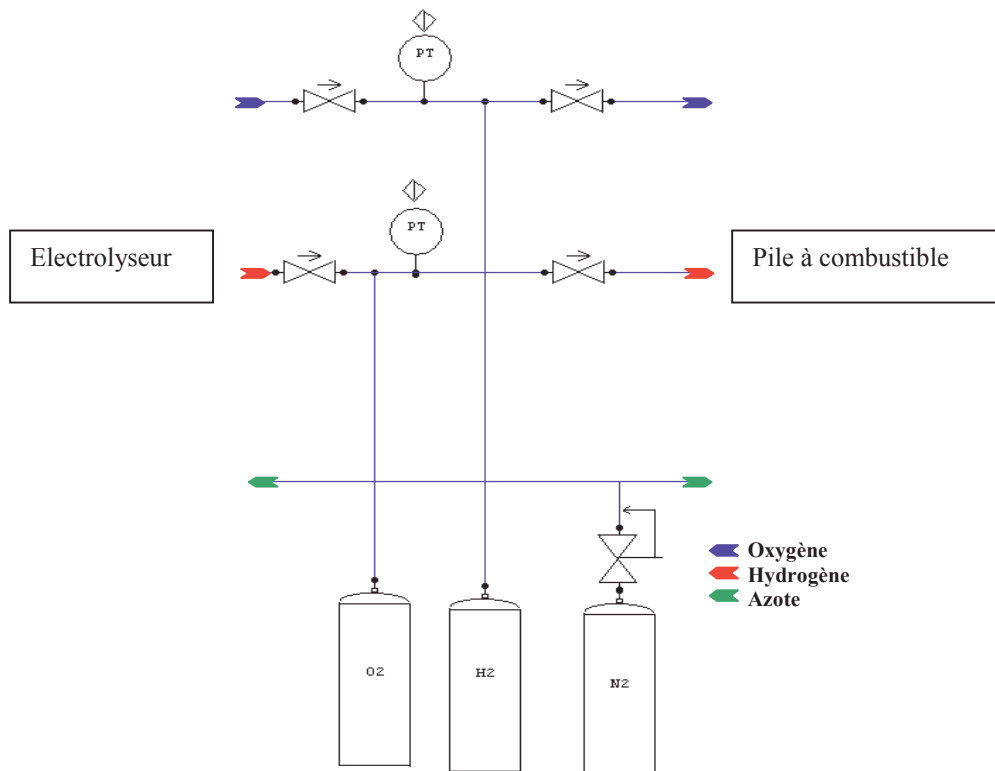 PT
PT
Electrolyseur
Pile à combustible
Oxygène
Hydrogène
Azote
O2
H2
N2